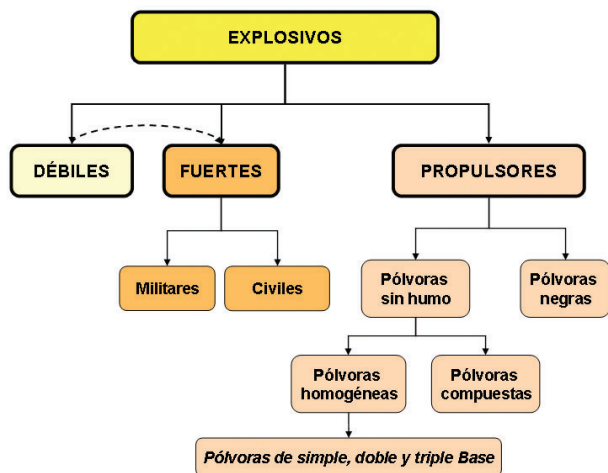 EXPLOSIVOS
DÉBILES
FUERTES
PROPULSORES
Militares
Civiles
Pólvoras
sin humo
Pólvoras
negras
Pólvoras
homogéneas
Pólvoras
compuestas
Pólvoras de simple, doble y triple Base